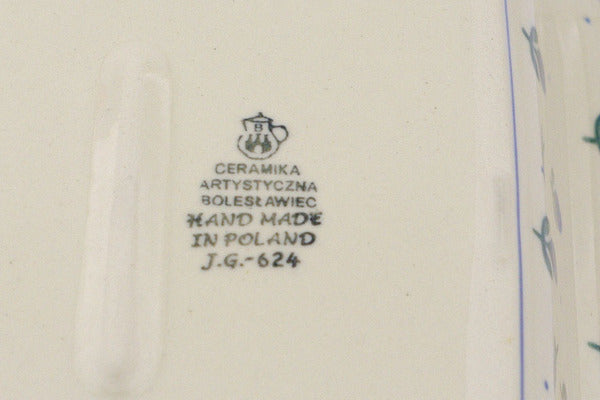 B
CERAMIKA
ARTYSTYCZNA
BOLESŁAWIEC
HAND MADE
IN POLAND
J.G.-624